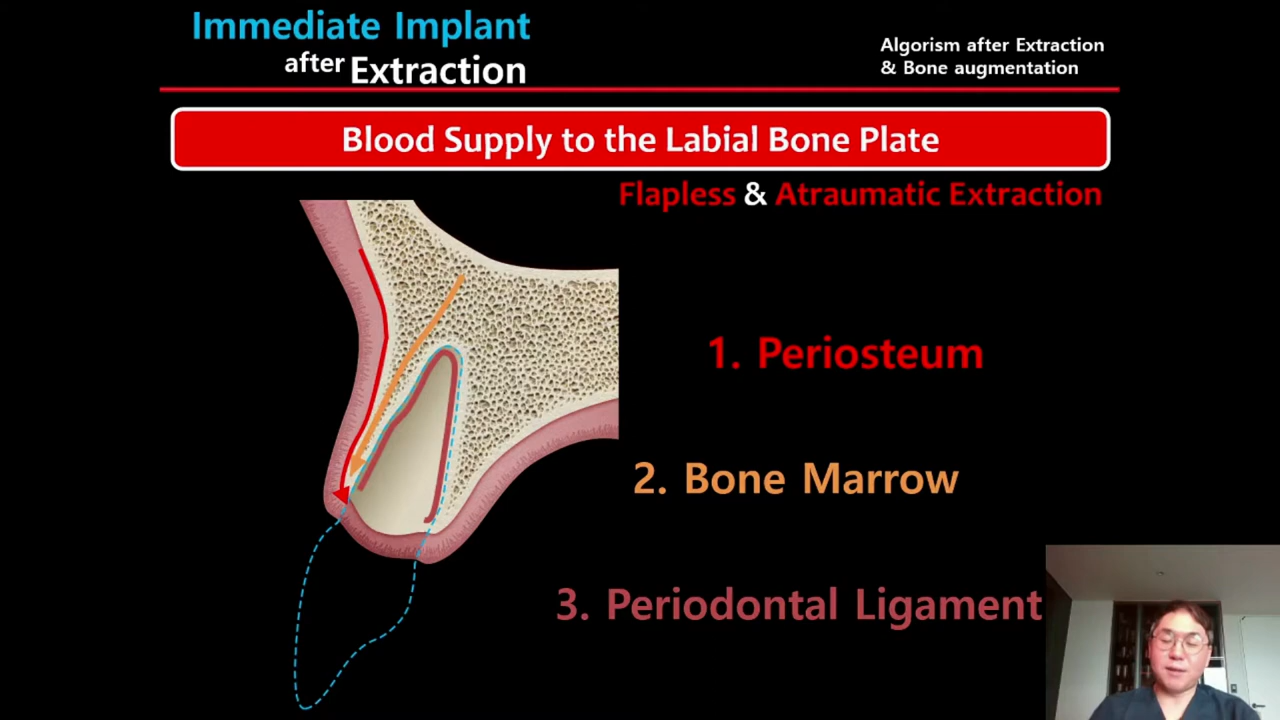 Immediate Implant
after Extraction
Algorism after Extraction
& Bone augmentation
Blood Supply to the Labial Bone Plate
Flapless & Atraumatic Extraction
1. Periosteum
2. Bone Marrow
3. Periodontal Ligament